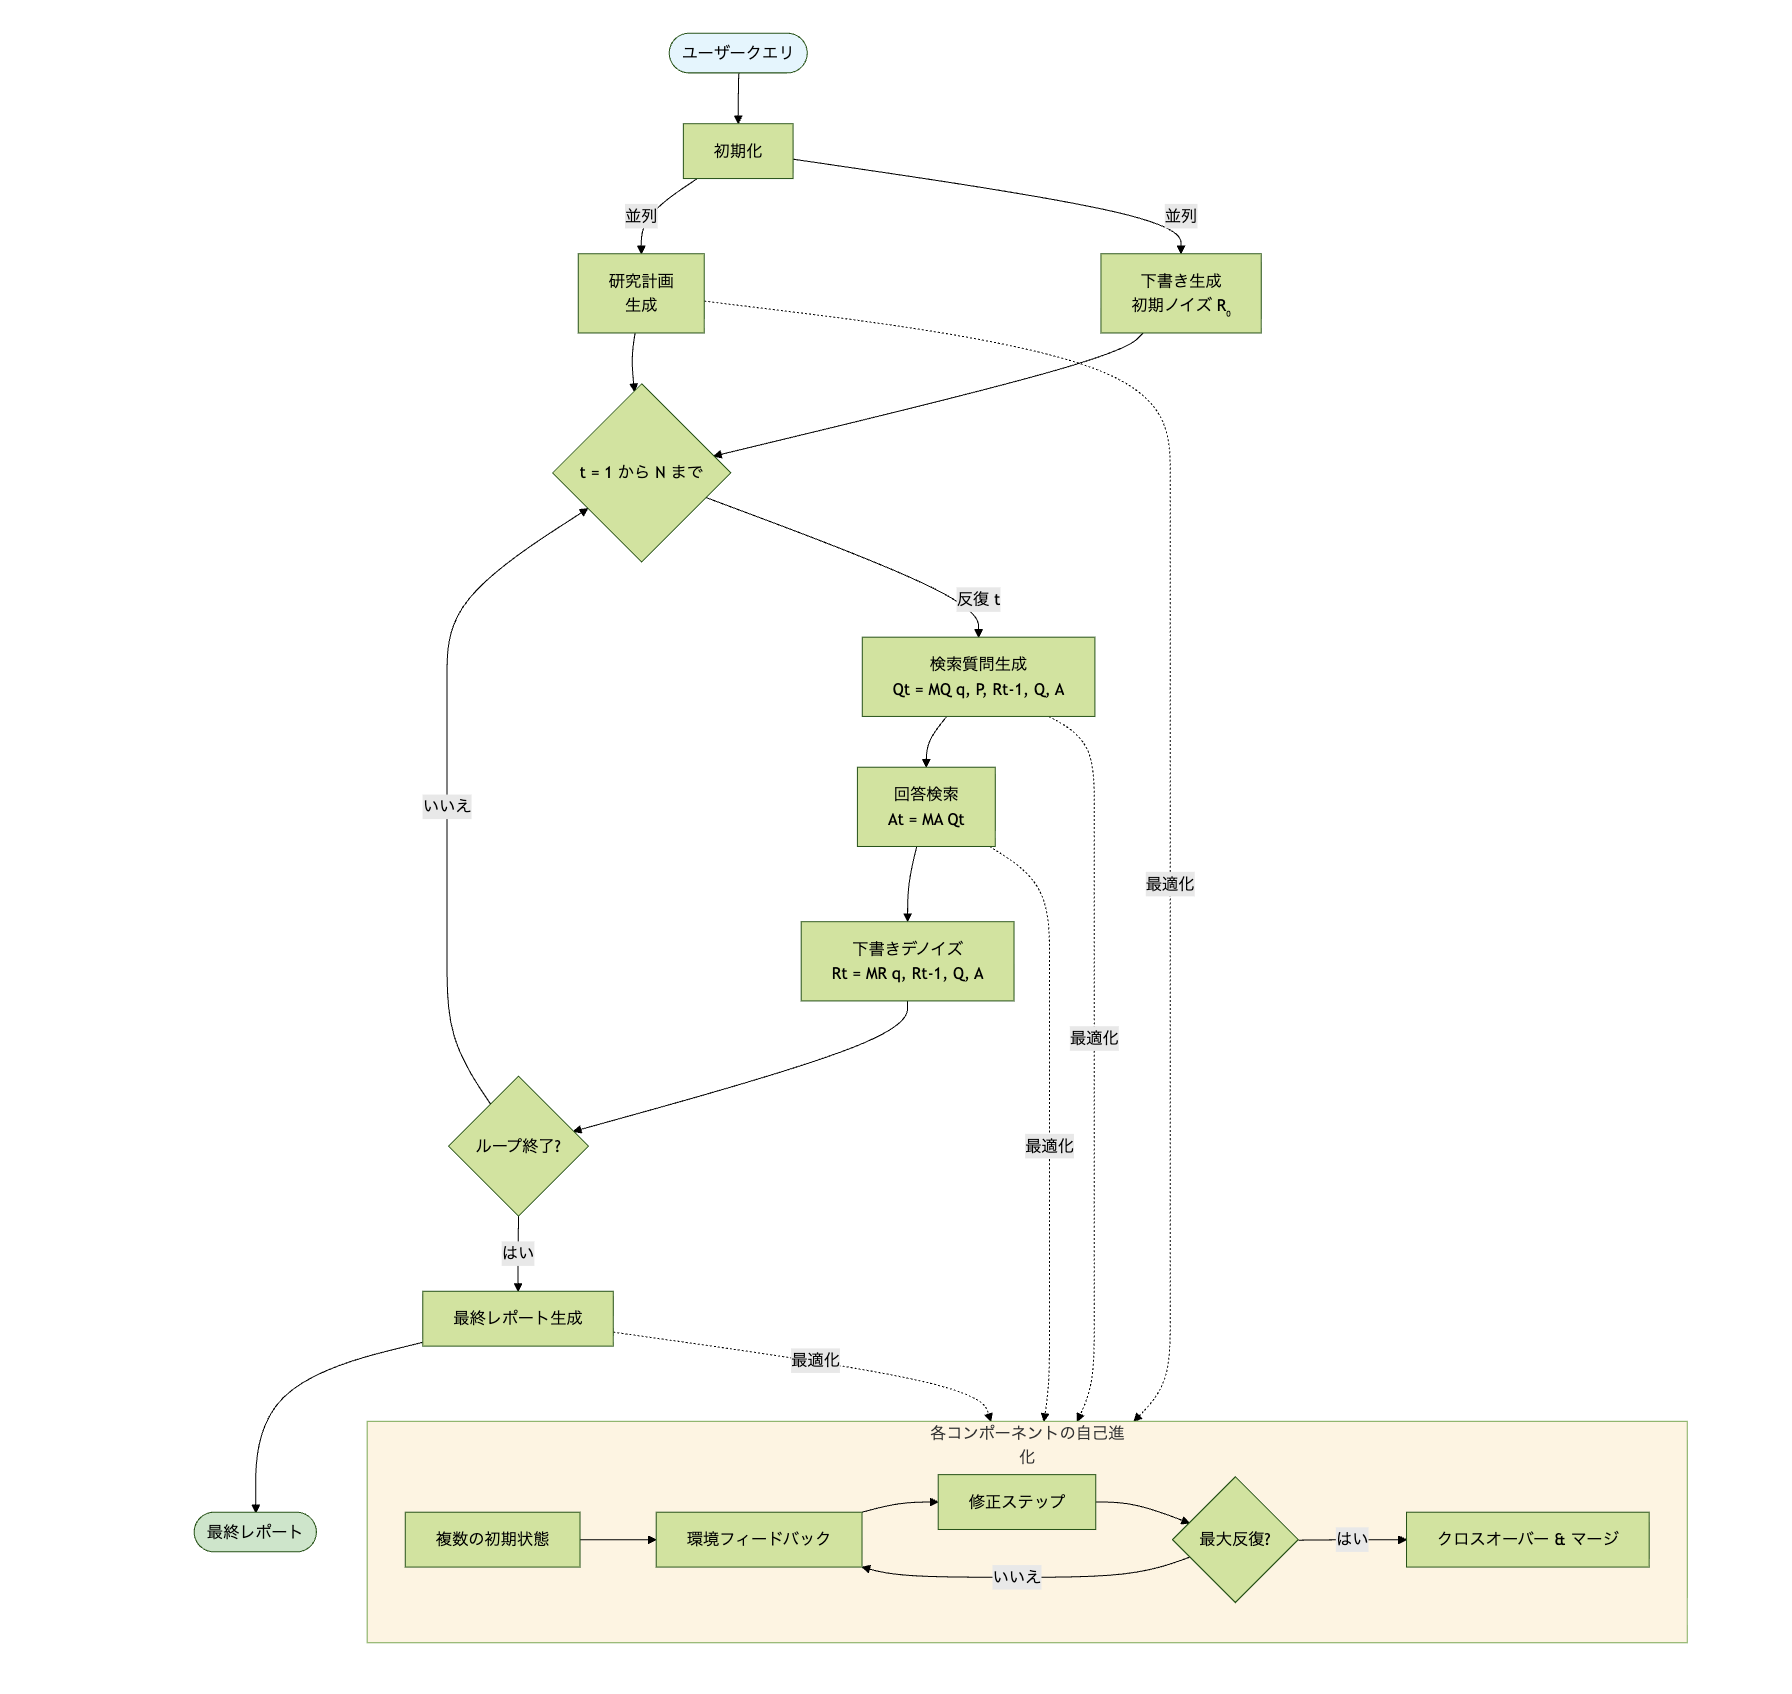 ユーザークエリ
初期化
並列
並列
研究計画
生成
下書き生成
初期ノイズ R₀
t = 1 から N まで
反復 t
検索質問生成
Qt = MQ q, P, Rt-1, Q, A
いいえ
回答検索
At = MA Qt
最適化
下書きデノイズ
Rt = MR q, Rt-1, Q, A
最適化
ループ終了?
最適化
はい
最終レポート生成
最適化
各コンポーネントの自己進
化
最終レポート
複数の初期状態
環境フィードバック
修正ステップ
最大反復?
はい
クロスオーバー & マージ
いいえ